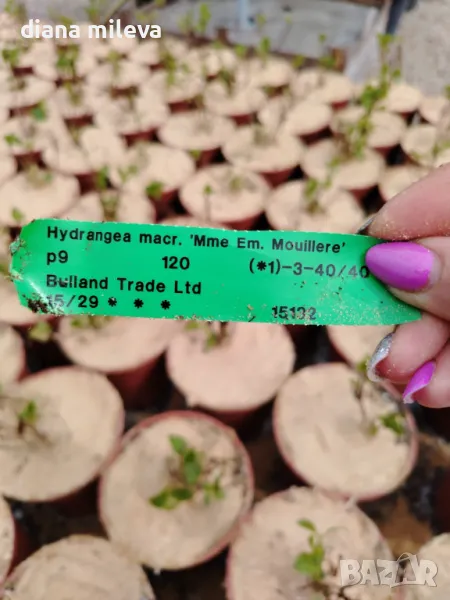 diana mileva
Hydrangea macr. 'Mme Em. Mouillere'
p9 120 (*1)-3-40/40
Bulland Trade Ltd
15/29 * * * 15192
BAZAR